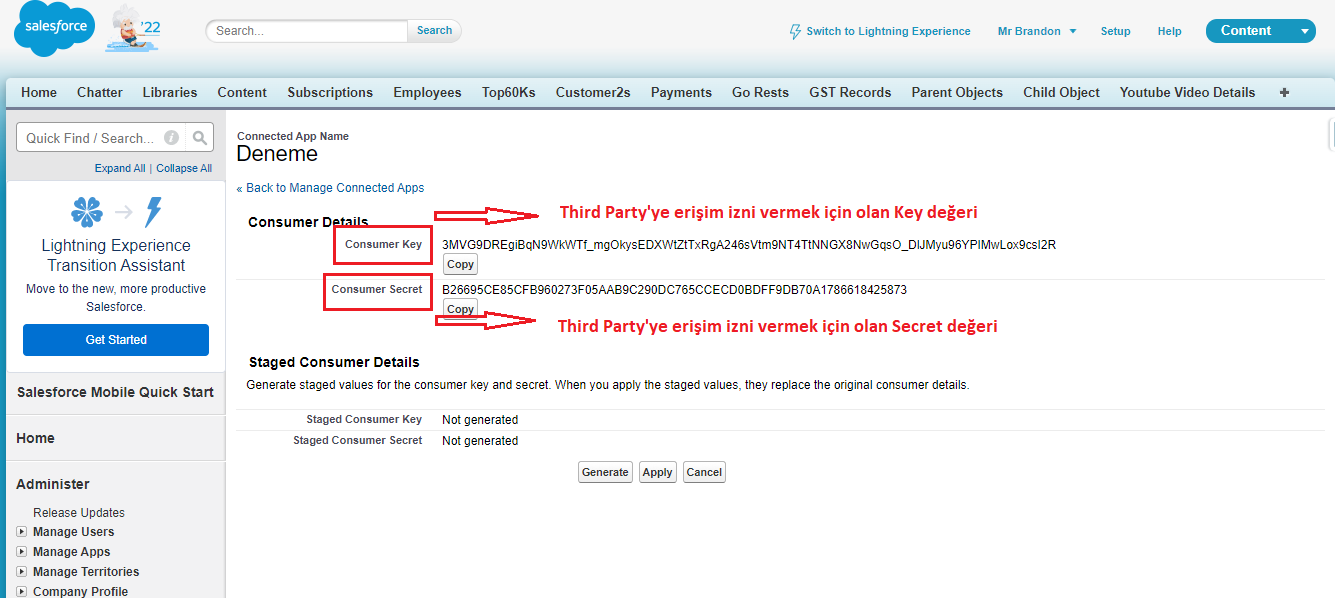 salesforce
'22
Search...
Search
Switch to Lightning Experience
Mr Brandon
Setup
Help
Content
Home Chatter Libraries Content Subscriptions Employees Top60Ks Customer2s Payments Go Rests GST Records Parent Objects Child Object Youtube Video Details +
Quick Find / Search...
Expand All | Collapse All
Lightning Experience
Transition Assistant
Move to the new, more productive
Salesforce.
Get Started
Salesforce Mobile Quick Start
Home
Administer
Release Updates
Manage Users
Manage Apps
Manage Territories
Company Profile
Connected App Name
Deneme
« Back to Manage Connected Apps
Consumer Details
Third Party'ye erişim izni vermek için olan Key değeri
Consumer Key 3MVG9DREgiBqN9WkWTf_mgOkysEDXWtZtTxRgA246sVtm9NT4TtNNGX8NwGqsO_DlJMyu96YPIMwLox9csI2R
Copy
Consumer Secret B26695CE85CFB960273F05AAB9C290DC765CCECD0BDFF9DB70A1786618425873
Copy
Third Party'ye erişim izni vermek için olan Secret değeri
Staged Consumer Details
Generate staged values for the consumer key and secret. When you apply the staged values, they replace the original consumer details.
Staged Consumer Key Not generated
Staged Consumer Secret Not generated
Generate Apply Cancel